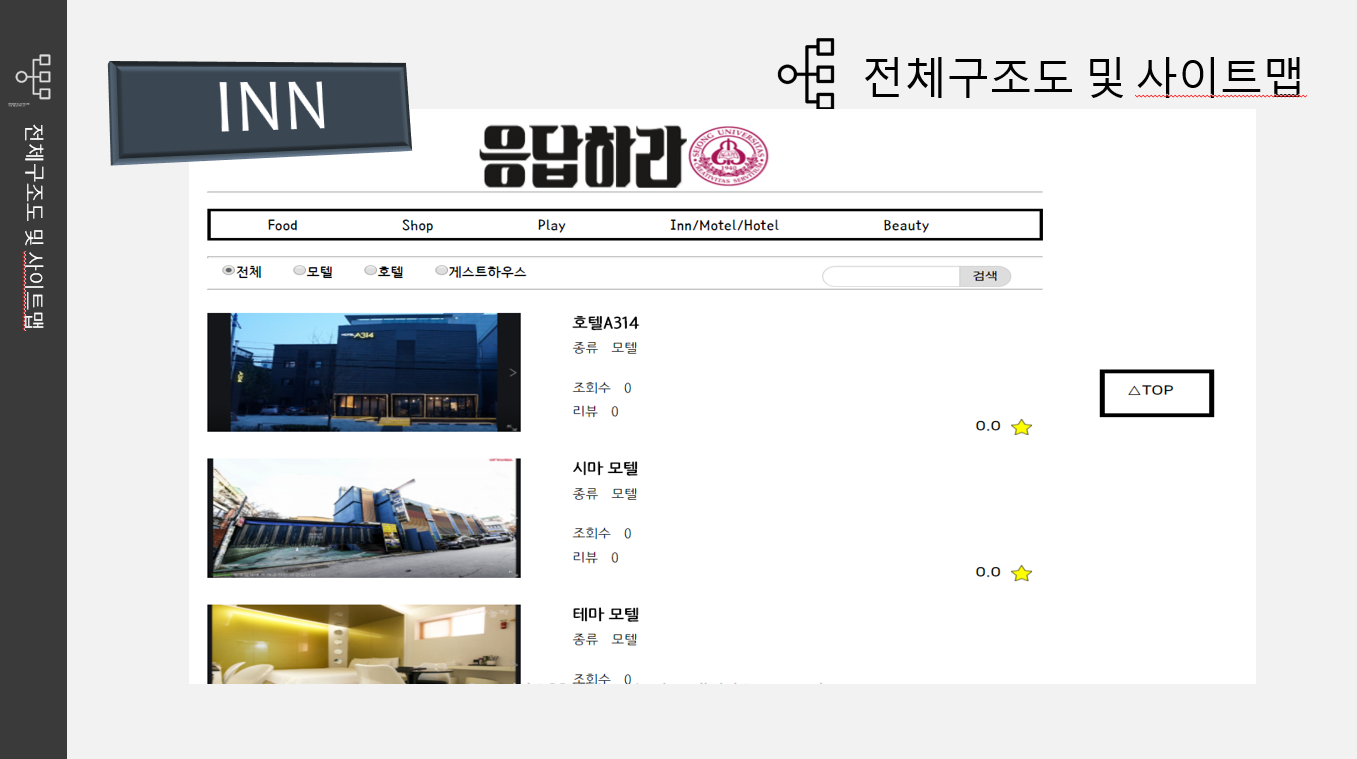 전체구조도 및 사이트맵
INN
전체구조도 및 사이트맵
응답하라
SEJONG UNIVERSITAS
1940
CREATIVITAS SERVITIUM
Food Shop Play Inn/Motel/Hotel Beauty
전체 모텔 호텔 게스트하우스 검색
A314
호텔A314
종류 모텔
조회수 0
리뷰 0
0.0
△TOP
시마 모텔
종류 모텔
조회수 0
리뷰 0
0.0
테마 모텔
종류 모텔
조회수 0